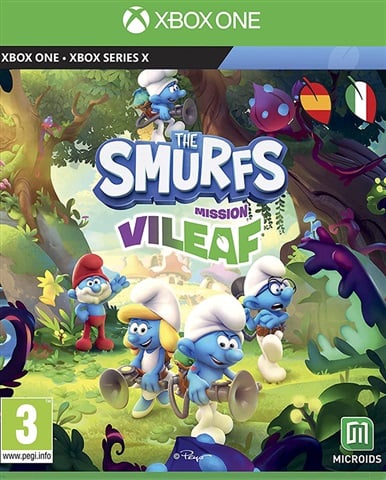 XBOX ONE
XBOX ONE • XBOX SERIES X
THE
SMURFS
MISSION
VILEAF
3
www.pegi.info
© - Peyo
MICROIDS